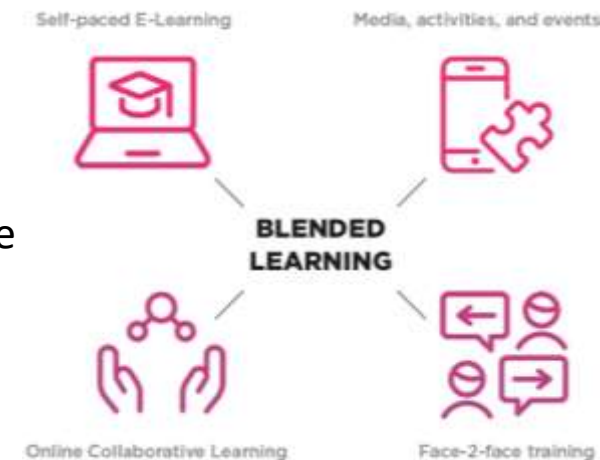 Self-paced E-Learning
Media, activities, and events
e
BLENDED
LEARNING
Online Collaborative Learning
Face-2-face training